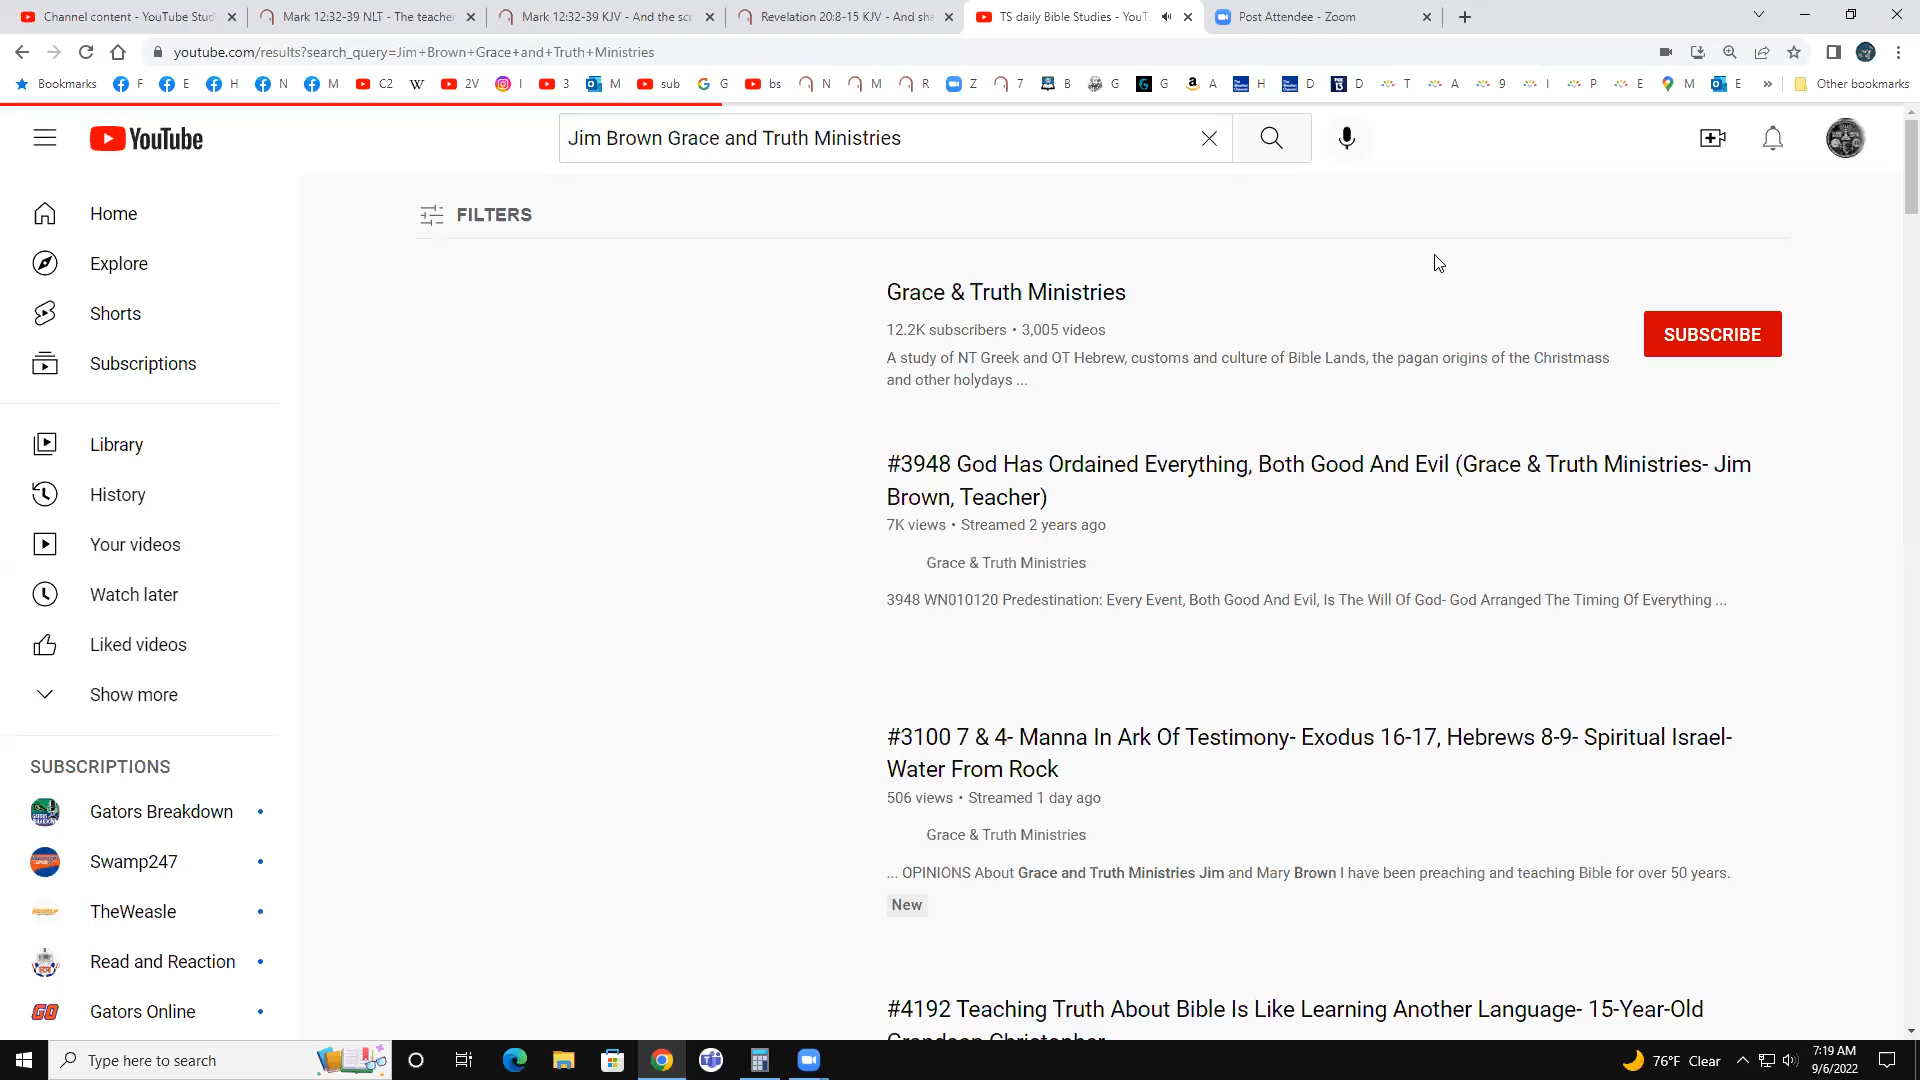 Channel content - YouTube Stud
Mark 12:32-39 NLT - The teacher
Mark 12:32-39 KJV - And the scr
Revelation 20:8-15 KJV - And sha
TS daily Bible Studies - YouT
Post Attendee - Zoom
youtube.com/results?search_query=Jim+Brown+Grace+and+Truth+Ministries
Bookmarks F E H N M C2 2V I 3 M sub G bs N M R Z 7 B G G A H D D T A 9 I P E M E » Other bookmarks
YouTube
Jim Brown Grace and Truth Ministries
Home
Explore
Shorts
Subscriptions
Library
History
Your videos
Watch later
Liked videos
Show more
SUBSCRIPTIONS
Gators Breakdown
Swamp247
TheWeasle
Read and Reaction
Gators Online
FILTERS
Grace & Truth Ministries
12.2K subscribers • 3,005 videos
A study of NT Greek and OT Hebrew, customs and culture of Bible Lands, the pagan origins of the Christmass
and other holydays ...
SUBSCRIBE
#3948 God Has Ordained Everything, Both Good And Evil (Grace & Truth Ministries- Jim
Brown, Teacher)
7K views • Streamed 2 years ago
Grace & Truth Ministries
3948 WN010120 Predestination: Every Event, Both Good And Evil, Is The Will Of God- God Arranged The Timing Of Everything ...
#3100 7 & 4- Manna In Ark Of Testimony- Exodus 16-17, Hebrews 8-9- Spiritual Israel-
Water From Rock
506 views • Streamed 1 day ago
Grace & Truth Ministries
... OPINIONS About Grace and Truth Ministries Jim and Mary Brown I have been preaching and teaching Bible for over 50 years.
New
#4192 Teaching Truth About Bible Is Like Learning Another Language- 15-Year-Old
Grandson Christopher
Type here to search
76°F Clear
7:19 AM
9/6/2022